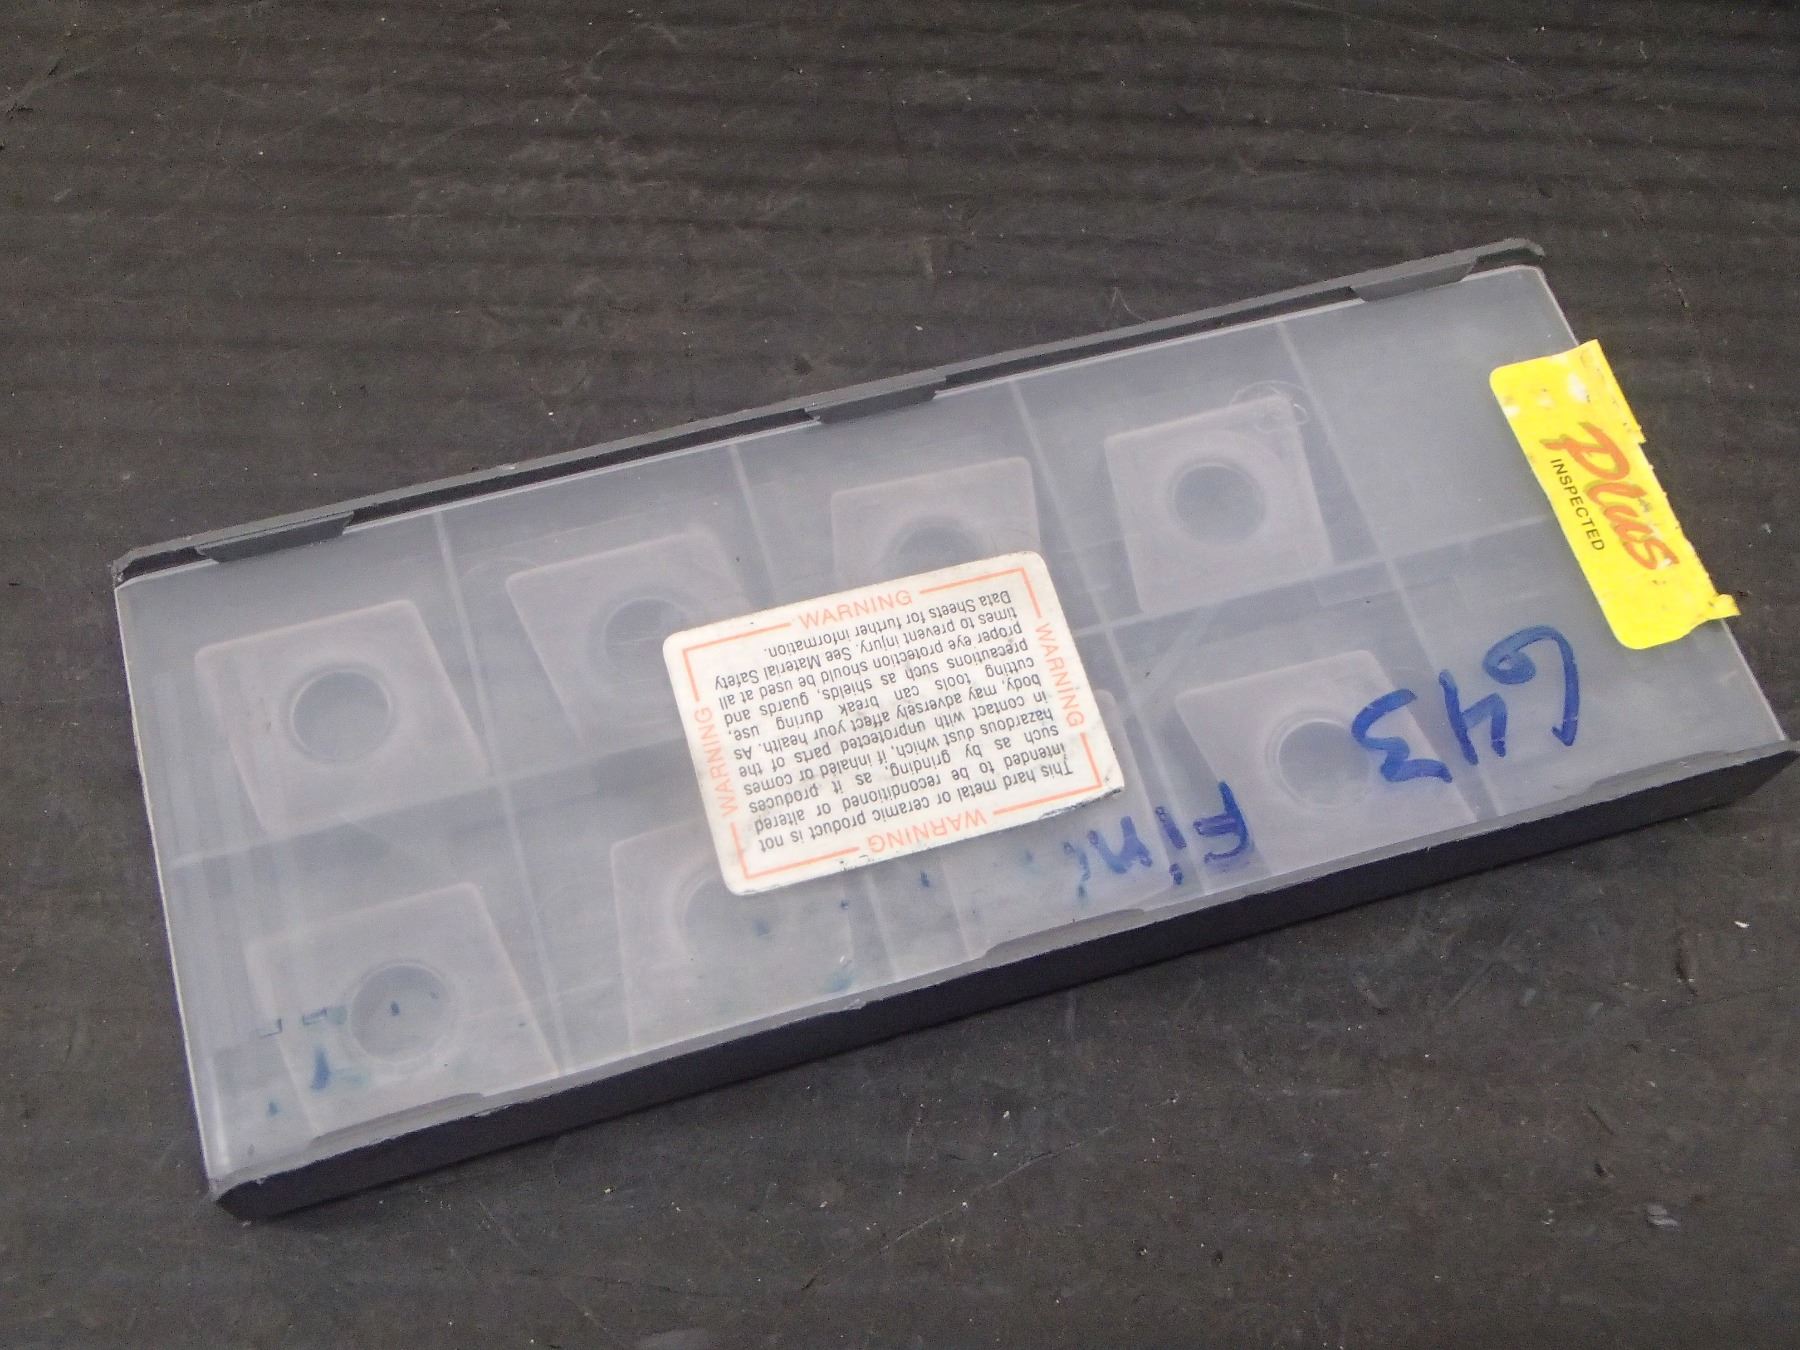 Plus
INSPECTED
643
WARNING
WARNING
WARNING
This hard metal or ceramic product is not
intended to be reconditioned or altered
such as by grinding, as it produces
hazardous dust which, if inhaled or comes
in contact with unprotected parts of the
body, may adversely affect your health. As
cutting tools can break during use,
precautions such as shields, guards and
proper eye protection should be used at all
times to prevent injury. See Material Safety
Data Sheets for further information.
WARNING